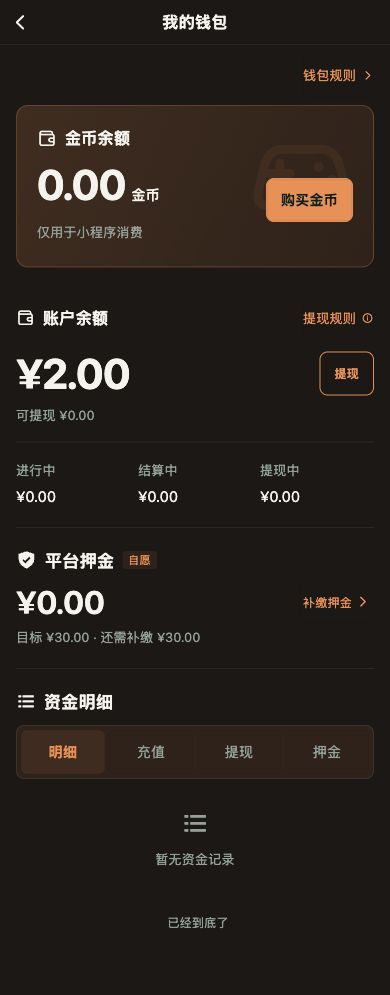 我的钱包
钱包规则
金币余额
0.00 金币
购买金币
仅用于小程序消费
账户余额
提现规则
¥2.00
提现
可提现 ¥0.00
进行中 结算中 提现中
¥0.00 ¥0.00 ¥0.00
平台押金 自愿
¥0.00
补缴押金
目标 ¥30.00 · 还需补缴 ¥30.00
资金明细
明细 充值 提现 押金
暂无资金记录
已经到底了